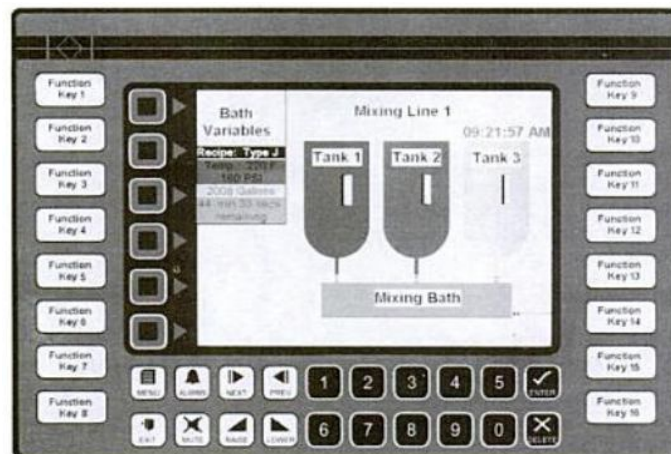 Function
Key 1
Function
Key 2
Function
Key 3
Function
Key 4
Function
Key 5
Function
Key 6
Function
Key 7
Function
Key 8
Bath
Variables
Recipe: Type J
Temp.: 220 F
160 PSI
Gallons
44 min
remaining
Mixing Line 1
09:21:57 AM
Tank 1
Tank 2
Tank 3
Mixing Bath
Function
Key 9
Function
Key 10
Function
Key 11
Function
Key 12
Function
Key 13
Function
Key 14
Function
Key 15
Function
Key 16
MENU
ALARMS
NEXT
PREV
1
2
3
4
5
ENTER
EXIT
MUTE
RAISE
LOWER
6
7
8
9
0
DELETE